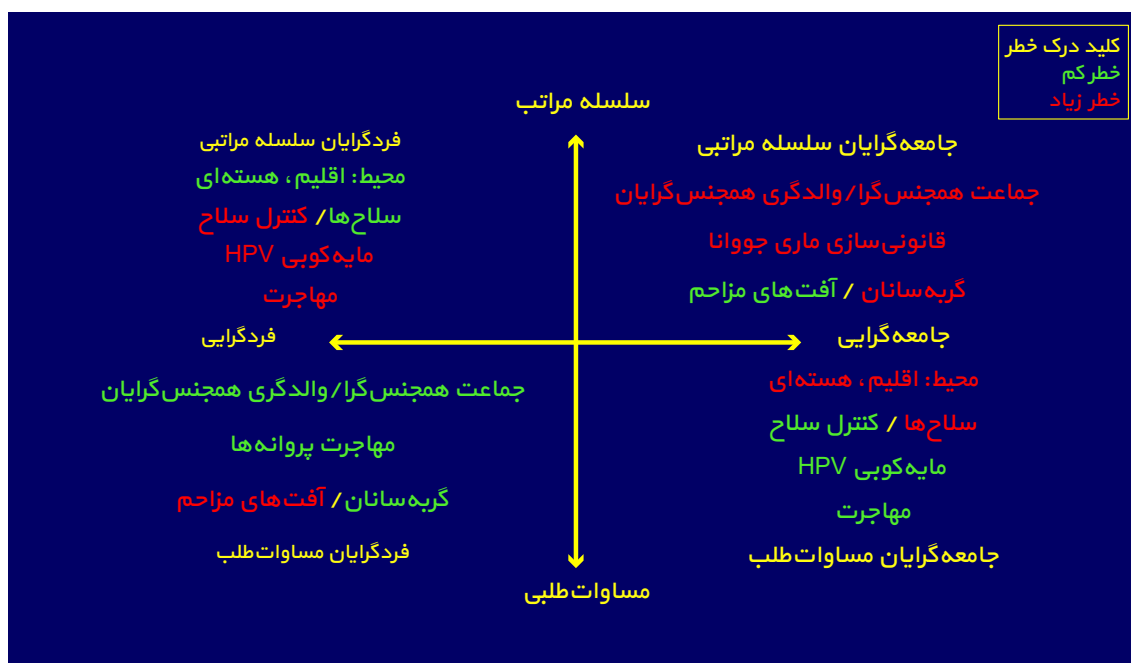 کلید درک خطر
خطر کم
خطر زیاد
سلسله مراتب
جامعه‌گرایان سلسله مراتبی
جماعت همجنس‌گرا/والدگری همجنس‌گرایان
قانونی‌سازی ماری جووانا
گربه‌سانان / آفت‌های مزاحم
فردگرایان سلسله مراتبی
محیط: اقلیم، هسته‌ای
سلاح‌ها/ کنترل سلاح
مایه‌کوبی HPV
مهاجرت
جامعه‌گرایی
فردگرایی
محیط: اقلیم، هسته‌ای
سلاح‌ها / کنترل سلاح
مایه‌کوبی HPV
مهاجرت
جامعه‌گرایان مساوات‌طلب
جماعت همجنس‌گرا/والدگری همجنس‌گرایان
مهاجرت پروانه‌ها
گربه‌سانان/ آفت‌های مزاحم
فردگرایان مساوات‌طلب
مساوات‌طلبی